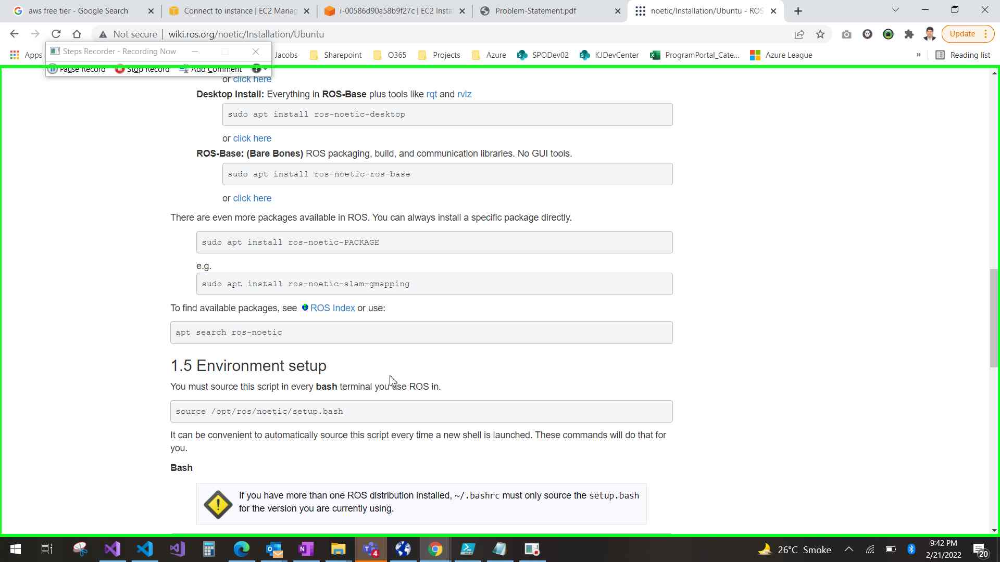 aws free tier - Google Search
Connect to instance | EC2 Manag
i-00586d90a58b9f27c | EC2 Insta
Problem-Statement.pdf
noetic/Installation/Ubuntu - ROS
Not secure | wiki.ros.org/noetic/Installation/Ubuntu
Update
Apps
Steps Recorder - Recording Now
Jacobs
Sharepoint
O365
Projects
Azure
SPODev02
KJDevCenter
ProgramPortal_Cate...
Azure League
»
Reading list
Pause Record
Stop Record
Add Comment
or click here
Desktop Install: Everything in ROS-Base plus tools like rqt and rviz
sudo apt install ros-noetic-desktop
or click here
ROS-Base: (Bare Bones) ROS packaging, build, and communication libraries. No GUI tools.
sudo apt install ros-noetic-ros-base
or click here
There are even more packages available in ROS. You can always install a specific package directly.
sudo apt install ros-noetic-PACKAGE
e.g.
sudo apt install ros-noetic-slam-gmapping
To find available packages, see ROS Index or use:
apt search ros-noetic
1.5 Environment setup
You must source this script in every bash terminal you use ROS in.
source /opt/ros/noetic/setup.bash
It can be convenient to automatically source this script every time a new shell is launched. These commands will do that for
you.
Bash
If you have more than one ROS distribution installed, ~/.bashrc must only source the setup.bash
for the version you are currently using.
4
26°C Smoke
9:42 PM
2/21/2022
20